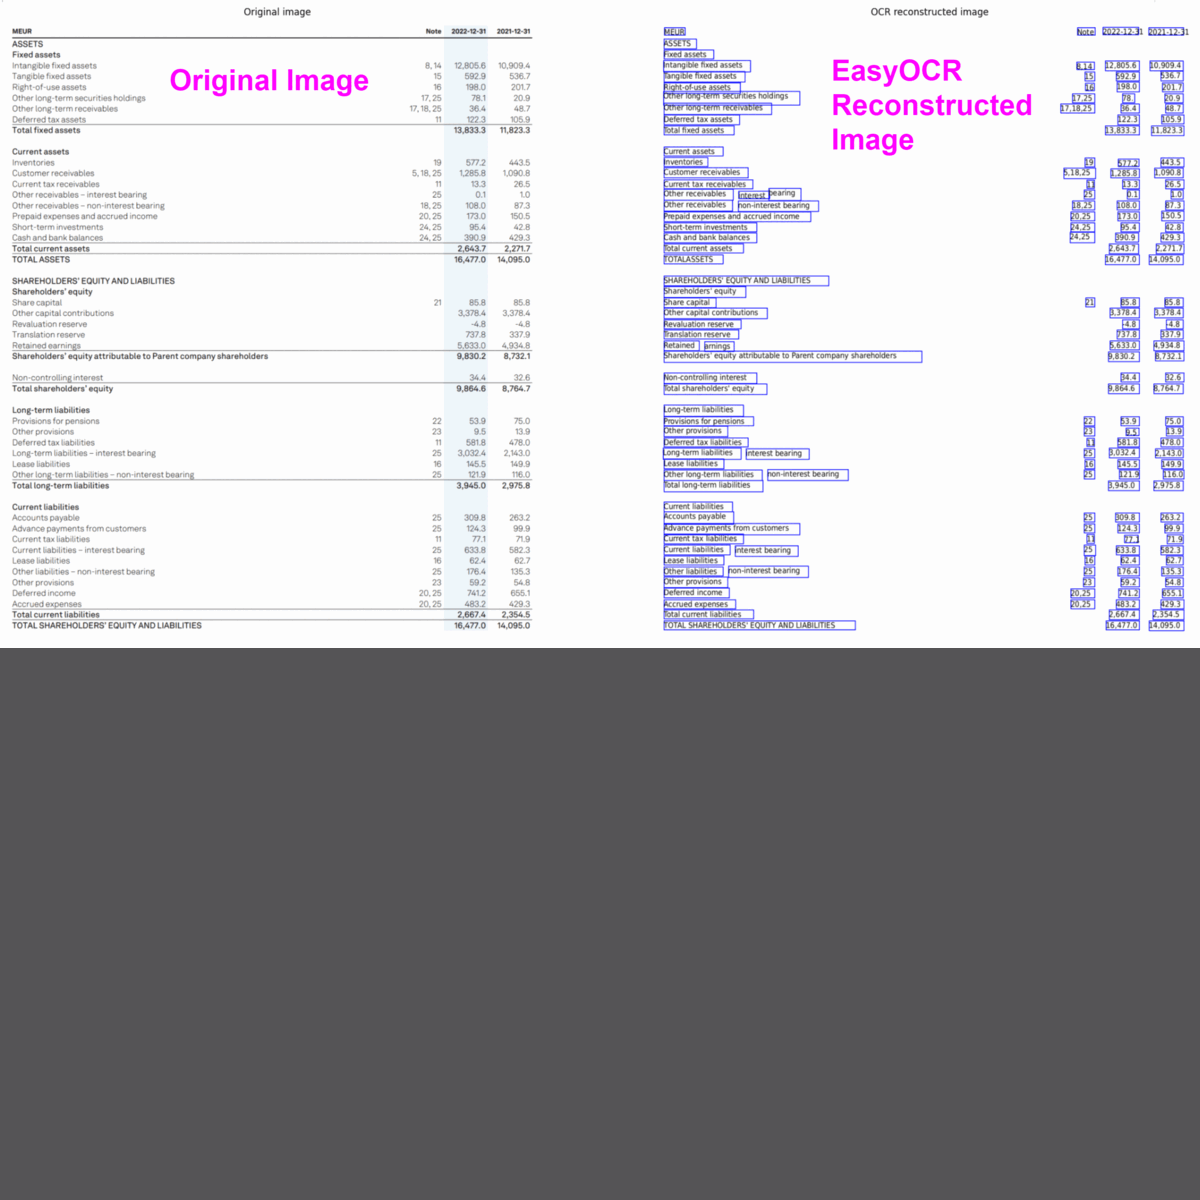 Original image
MEUR Note 2022-12-31 2021-12-31
ASSETS
Fixed assets
Intangible fixed assets 8, 14 12,805.6 10,909.4
Tangible fixed assets 15 592.9 536.7
Right-of-use assets 16 198.0 201.7
Other long-term securities holdings 17, 25 78.1 20.9
Other long-term receivables 17, 18, 25 36.4 48.7
Deferred tax assets 11 122.3 105.9
Total fixed assets 13,833.3 11,823.3
Current assets
Inventories 19 577.2 443.5
Customer receivables 5, 18, 25 1,285.8 1,090.8
Current tax receivables 11 13.3 26.5
Other receivables – interest bearing 25 0.1 1.0
Other receivables – non-interest bearing 18, 25 108.0 87.3
Prepaid expenses and accrued income 20, 25 173.0 150.5
Short-term investments 24, 25 95.4 42.8
Cash and bank balances 24, 25 390.9 429.3
Total current assets 2,643.7 2,271.7
TOTAL ASSETS 16,477.0 14,095.0
SHAREHOLDERS' EQUITY AND LIABILITIES
Shareholders' equity
Share capital 21 85.8 85.8
Other capital contributions 3,378.4 3,378.4
Revaluation reserve -4.8 -4.8
Translation reserve 737.8 337.9
Retained earnings 5,633.0 4,934.8
Shareholders' equity attributable to Parent company shareholders 9,830.2 8,732.1
Non-controlling interest 34.4 32.6
Total shareholders' equity 9,864.6 8,764.7
Long-term liabilities
Provisions for pensions 22 53.9 75.0
Other provisions 23 9.5 13.9
Deferred tax liabilities 11 581.8 478.0
Long-term liabilities – interest bearing 25 3,032.4 2,143.0
Lease liabilities 16 145.5 149.9
Other long-term liabilities – non-interest bearing 25 121.9 116.0
Total long-term liabilities 3,945.0 2,975.8
Current liabilities
Accounts payable 25 309.8 263.2
Advance payments from customers 25 124.3 99.9
Current tax liabilities 11 77.1 71.9
Current liabilities – interest bearing 25 633.8 582.3
Lease liabilities 16 62.4 62.7
Other liabilities – non-interest bearing 25 176.4 135.3
Other provisions 23 59.2 54.8
Deferred income 20, 25 741.2 655.1
Accrued expenses 20, 25 483.2 429.3
Total current liabilities 2,667.4 2,354.5
TOTAL SHAREHOLDERS' EQUITY AND LIABILITIES 16,477.0 14,095.0
Original Image
OCR reconstructed image
MEUR Note 2022-12-31 2021-12-31
ASSETS
Fixed assets
Intangible fixed assets 8,14 12,805.6 10,909.4
Tangible fixed assets 15 592.9 536.7
Right-of-use assets 16 198.0 201.7
Other long-term securities holdings 17,25 78. 20.9
Other long-term receivables 17,18,25 36.4 48.7
Deferred tax assets 122.3 105.9
Total fixed assets 13,833.3 11,823.3
Current assets
Inventories 19 577.2 443.5
Customer receivables 5,18,25 1,285.8 1,090.8
Current tax receivables 11 13.3 26.5
Other receivables interest bearing 25 0.1 1.0
Other receivables non-interest bearing 18,25 108.0 87.3
Prepaid expenses and accrued income 20,25 173.0 150.5
Short-term investments 24,25 95.4 42.8
Cash and bank balances 24,25 390.9 429.3
Total current assets 2,643.7 2,271.7
TOTALASSETS 16,477.0 14,095.0
SHAREHOLDERS' EQUITY AND LIABILITIES
Shareholders' equity
Share capital 21 85.8 85.8
Other capital contributions 3,378.4 3,378.4
Revaluation reserve -4.8 -4.8
Translation reserve 737.8 337.9
Retained earnings 5,633.0 4,934.8
Shareholders' equity attributable to Parent company shareholders 9,830.2 8,732.1
Non-controlling interest 34.4 32.6
Total shareholders' equity 9,864.6 8,764.7
Long-term liabilities
Provisions for pensions 22 53.9 75.0
Other provisions 23 9.5 13.9
Deferred tax liabilities 11 581.8 478.0
Long-term liabilities interest bearing 25 3,032.4 2,143.0
Lease liabilities 16 145.5 149.9
Other long-term liabilities non-interest bearing 25 121.9 116.0
Total long-term liabilities 3,945.0 2,975.8
Current liabilities
Accounts payable 25 309.8 263.2
Advance payments from customers 25 124.3 99.9
Current tax liabilities 11 77.1 71.9
Current liabilities interest bearing 25 633.8 582.3
Lease liabilities 16 62.4 62.7
Other liabilities non-interest bearing 25 176.4 135.3
Other provisions 23 59.2 54.8
Deferred income 20,25 741.2 655.1
Accrued expenses 20,25 483.2 429.3
Total current liabilities 2,667.4 2,354.5
TOTAL SHAREHOLDERS' EQUITY AND LIABILITIES 16,477.0 14,095.0
EasyOCR
Reconstructed
Image